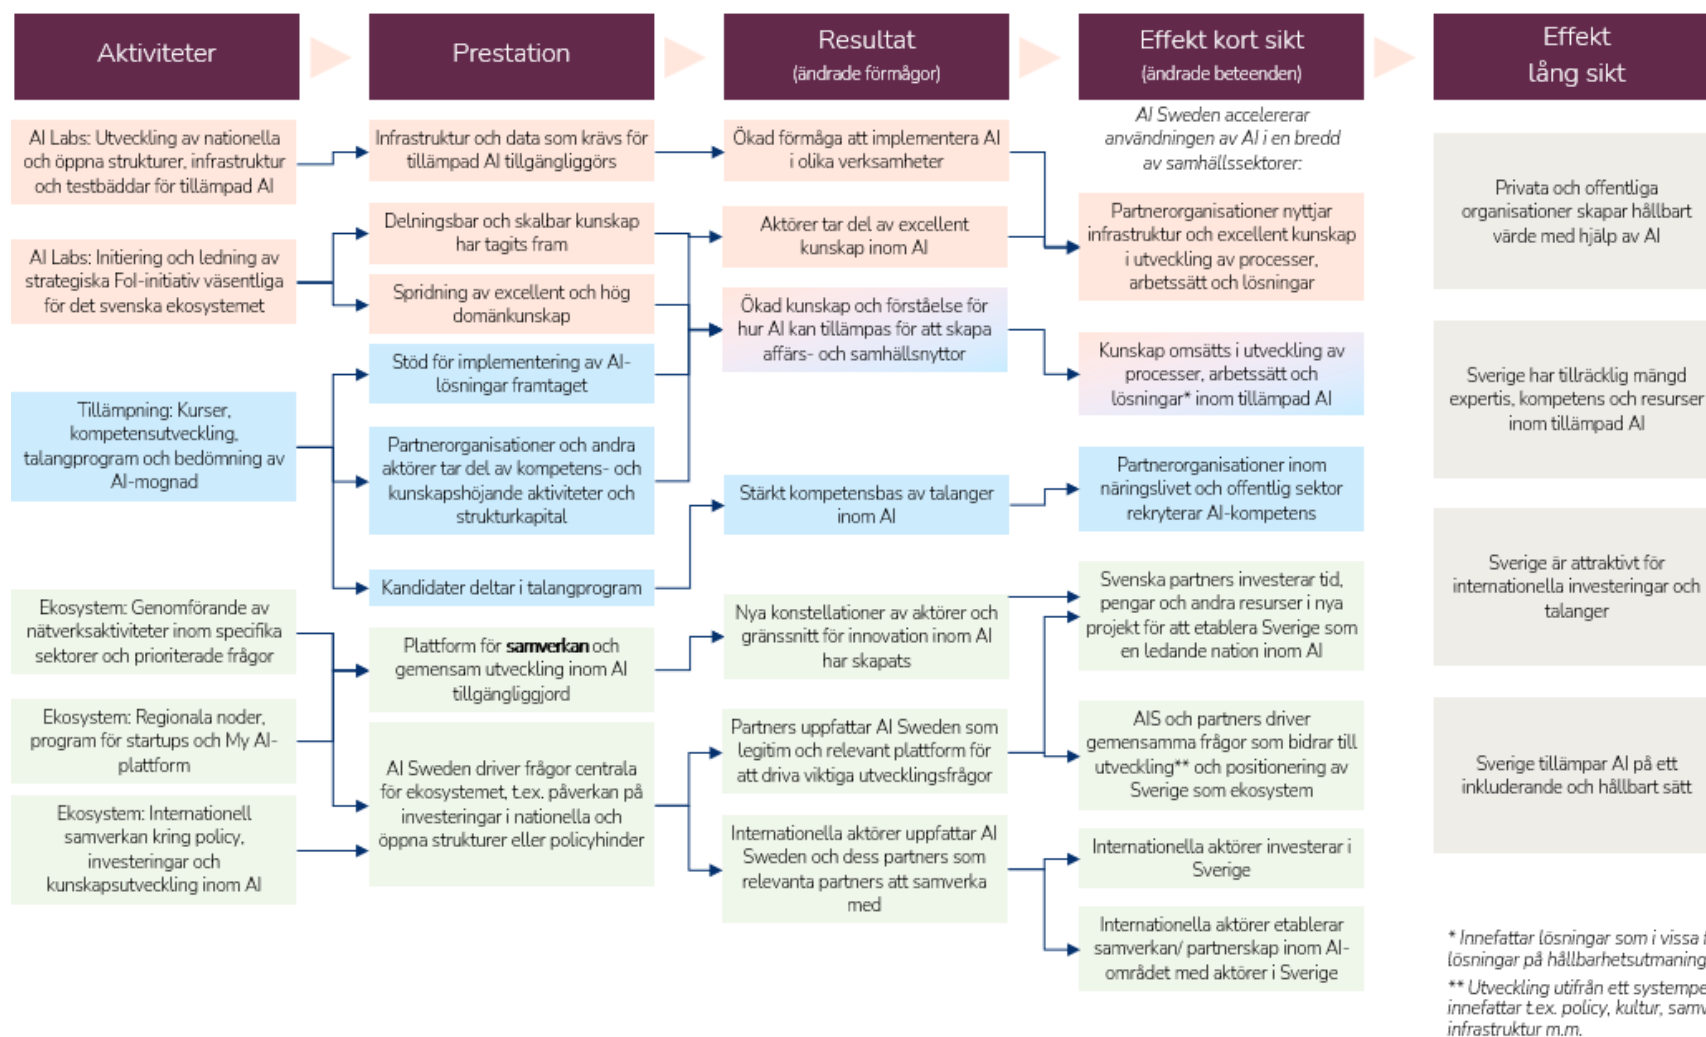 Aktiviteter
Prestation
Resultat
(ändrade förmågor)
Effekt kort sikt
(ändrade beteenden)
Effekt
lång sikt
AI Labs: Utveckling av nationella
och öppna strukturer, infrastruktur
och testbäddar för tillämpad AI
AI Labs: Initiering och ledning av
strategiska FoI-initiativ väsentliga
för det svenska ekosystemet
Tillämpning: Kurser,
kompetensutveckling,
talangprogram och bedömning av
AI-mognad
Ekosystem: Genomförande av
nätverksaktiviteter inom specifika
sektorer och prioriterade frågor
Ekosystem: Regionala noder,
program för startups och My AI-
plattform
Ekosystem: Internationell
samverkan kring policy,
investeringar och
kunskapsutveckling inom AI
Infrastruktur och data som krävs för
tillämpad AI tillgängliggörs
Delningsbar och skalbar kunskap
har tagits fram
Spridning av excellent och hög
domänkunskap
Stöd för implementering av AI-
lösningar framtaget
Partnerorganisationer och andra
aktörer tar del av kompetens- och
kunskapshöjande aktiviteter och
strukturkapital
Kandidater deltar i talangprogram
Plattform för samverkan och
gemensam utveckling inom AI
tillgängliggjord
AI Sweden driver frågor centrala
för ekosystemet, t.ex. påverkan på
investeringar i nationella och
öppna strukturer eller policyhinder
Ökad förmåga att implementera AI
i olika verksamheter
Aktörer tar del av excellent
kunskap inom AI
Ökad kunskap och förståelse för
hur AI kan tillämpas för att skapa
affärs- och samhällsnyttor
Stärkt kompetensbas av talanger
inom AI
Nya konstellationer av aktörer och
gränssnitt för innovation inom AI
har skapats
Partners uppfattar AI Sweden som
legitim och relevant plattform för
att driva viktiga utvecklingsfrågor
Internationella aktörer uppfattar AI
Sweden och dess partners som
relevanta partners att samverka
med
AI Sweden accelererar
användningen av AI i en bredd
av samhällssektorer:
Partnerorganisationer nyttjar
infrastruktur och excellent kunskap
i utveckling av processer,
arbetssätt och lösningar
Kunskap omsätts i utveckling av
processer, arbetssätt och
lösningar* inom tillämpad AI
Partnerorganisationer inom
näringslivet och offentlig sektor
rekryterar AI-kompetens
Svenska partners investerar tid,
pengar och andra resurser i nya
projekt för att etablera Sverige som
en ledande nation inom AI
AIS och partners driver
gemensamma frågor som bidrar till
utveckling** och positionering av
Sverige som ekosystem
Internationella aktörer investerar i
Sverige
Internationella aktörer etablerar
samverkan/ partnerskap inom AI-
området med aktörer i Sverige
Privata och offentliga
organisationer skapar hållbart
värde med hjälp av AI
Sverige har tillräcklig mängd
expertis, kompetens och resurser
inom tillämpad AI
Sverige är attraktivt för
internationella investeringar och
talanger
Sverige tillämpar AI på ett
inkluderande och hållbart sätt
* Innefattar lösningar som i vissa
lösningar på hållbarhetsutmaning
** Utveckling utifrån ett
innefattar t.ex. policy, kultur,
infrastruktur m.m.